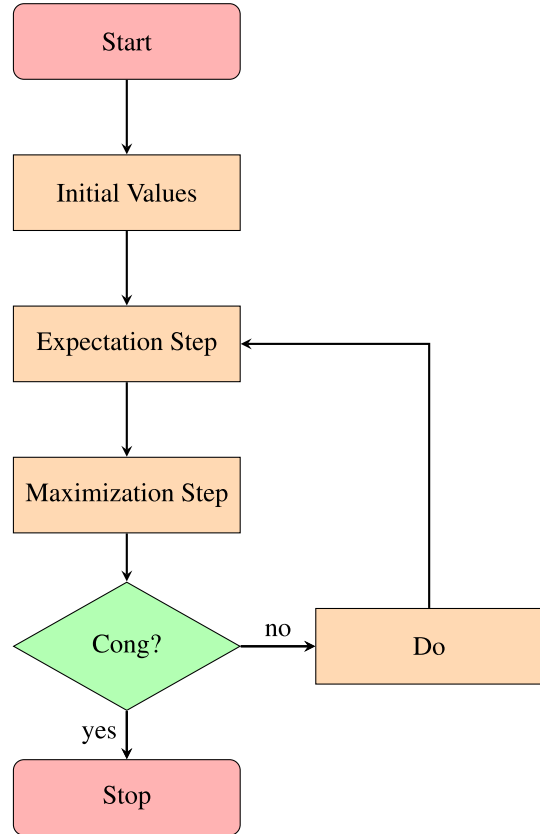 Start
Initial Values
Expectation Step
Maximization Step
Cong?
no
Do
yes
Stop